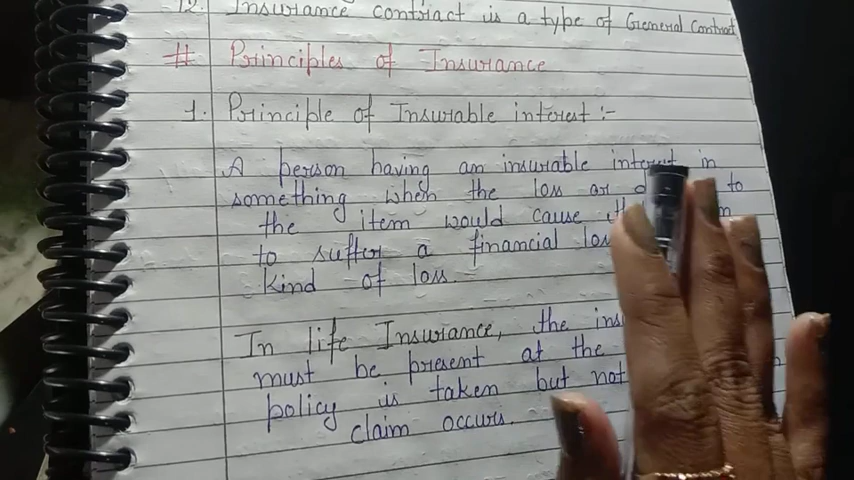 12. Insurance contract is a type of General Contract
# Principles of Insurance
1. Principle of Insurable interest :-
A person having an insurable interest in
something when the loss or to
the item would cause
to suffer a financial
kind of loss.
In life Insurance, the
must be present at the
policy is taken but not
claim occurs.